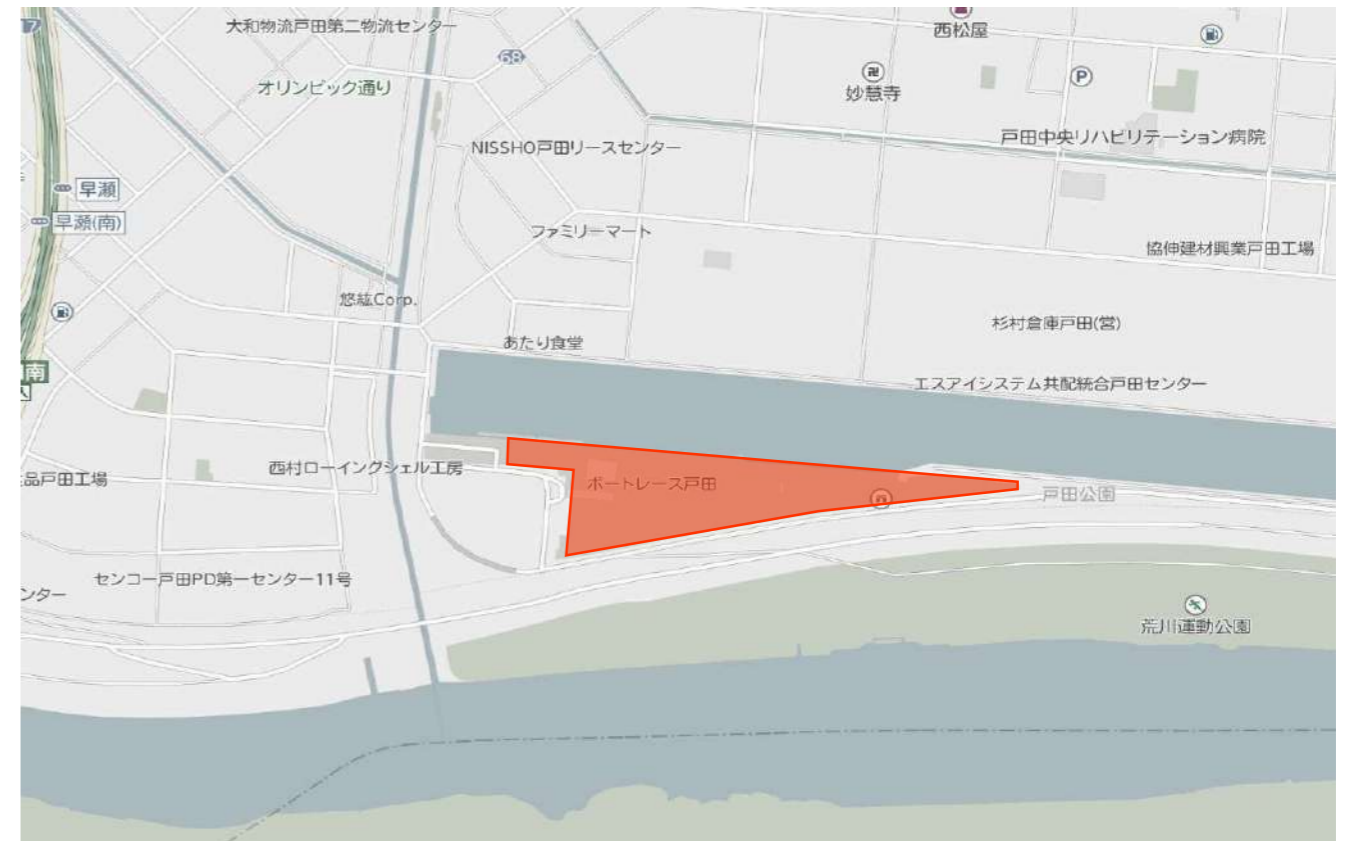 17
大和物流戸田第二物流センター
西松屋
68
オリンピック通り
卍
妙慧寺
P
戸田中央リハビリテーション病院
NISSHO戸田リースセンター
早瀬
早瀬(南)
ファミリーマート
協伸建材興業戸田工場
悠紘Corp.
杉村倉庫戸田(営)
あたり食堂
南
エスアイシステム共配統合戸田センター
西村ローイングシェル工房
品戸田工場
ボートレース戸田
戸田公園
センコー戸田PD第一センター11号
ンター
荒川運動公園